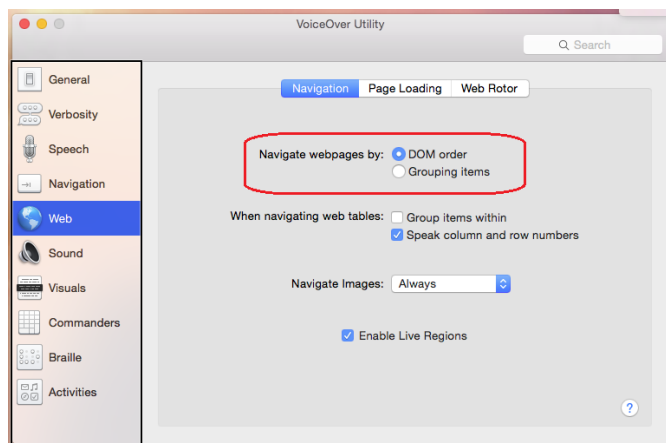 VoiceOver Utility
Search
General
Verbosity
Speech
Navigation
Web
Sound
Visuals
Commanders
Braille
Activities
Navigation Page Loading Web Rotor
Navigate webpages by: DOM order
Grouping items
When navigating web tables: Group items within
Speak column and row numbers
Navigate Images: Always
Enable Live Regions
?